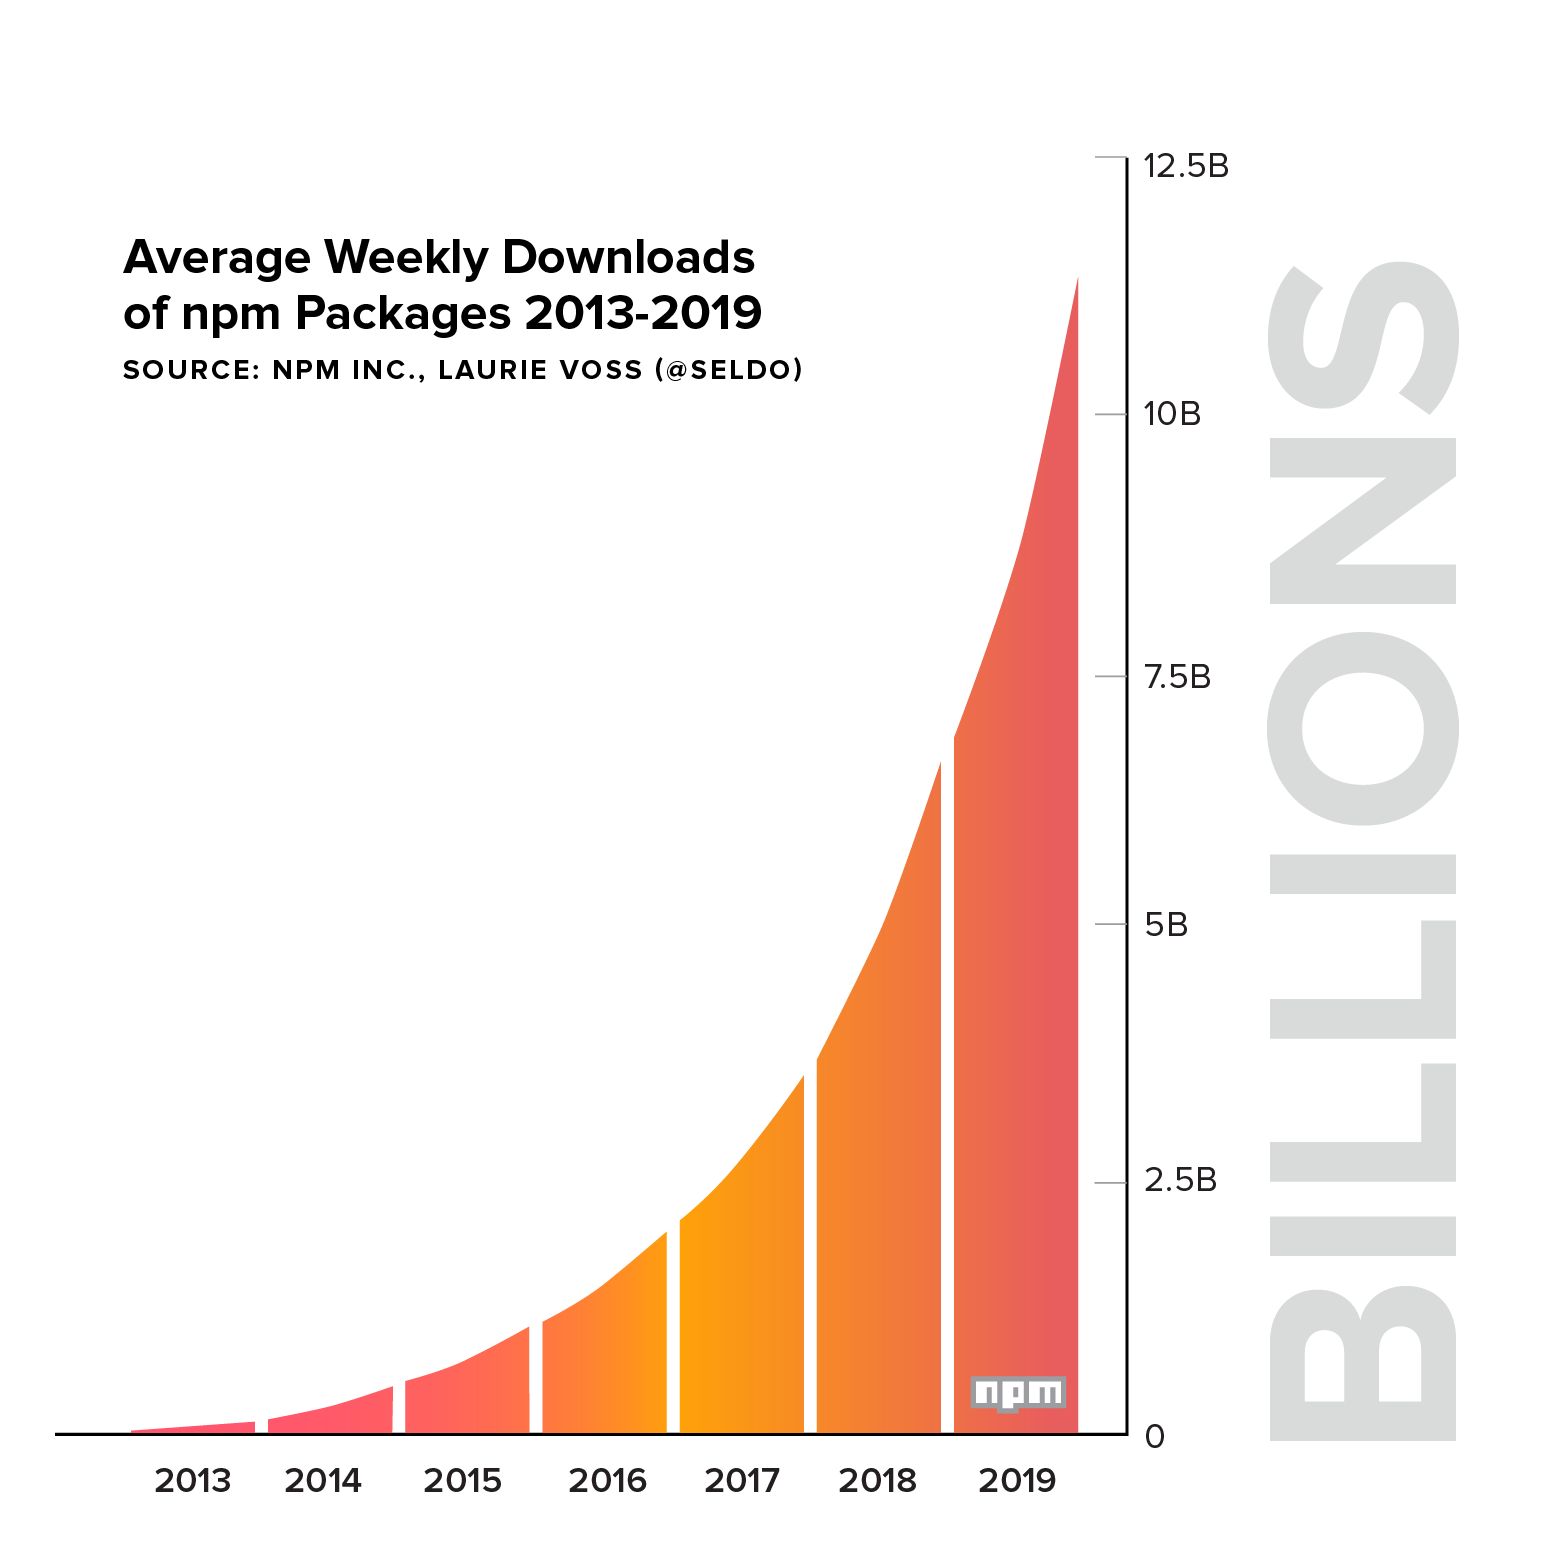 Average Weekly Downloads
of npm Packages 2013-2019
SOURCE: NPM INC., LAURIE VOSS (@SELDO)
12.5B
10B
7.5B
5B
2.5B
0
BILLIONS
npm
2013 2014 2015 2016 2017 2018 2019